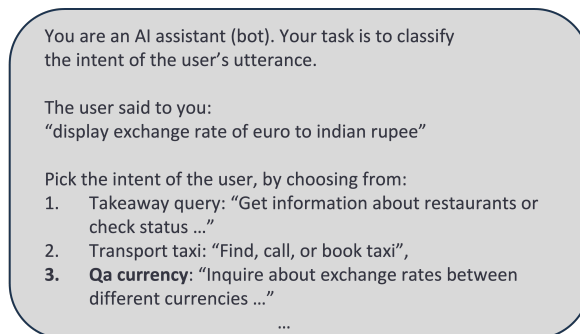 You are an AI assistant (bot). Your task is to classify
the intent of the user’s utterance.
The user said to you:
“display exchange rate of euro to indian rupee”
Pick the intent of the user, by choosing from:
1. Takeaway query: “Get information about restaurants or
check status …”
2. Transport taxi: “Find, call, or book taxi”,
3. Qa currency: “Inquire about exchange rates between
different currencies …”
…